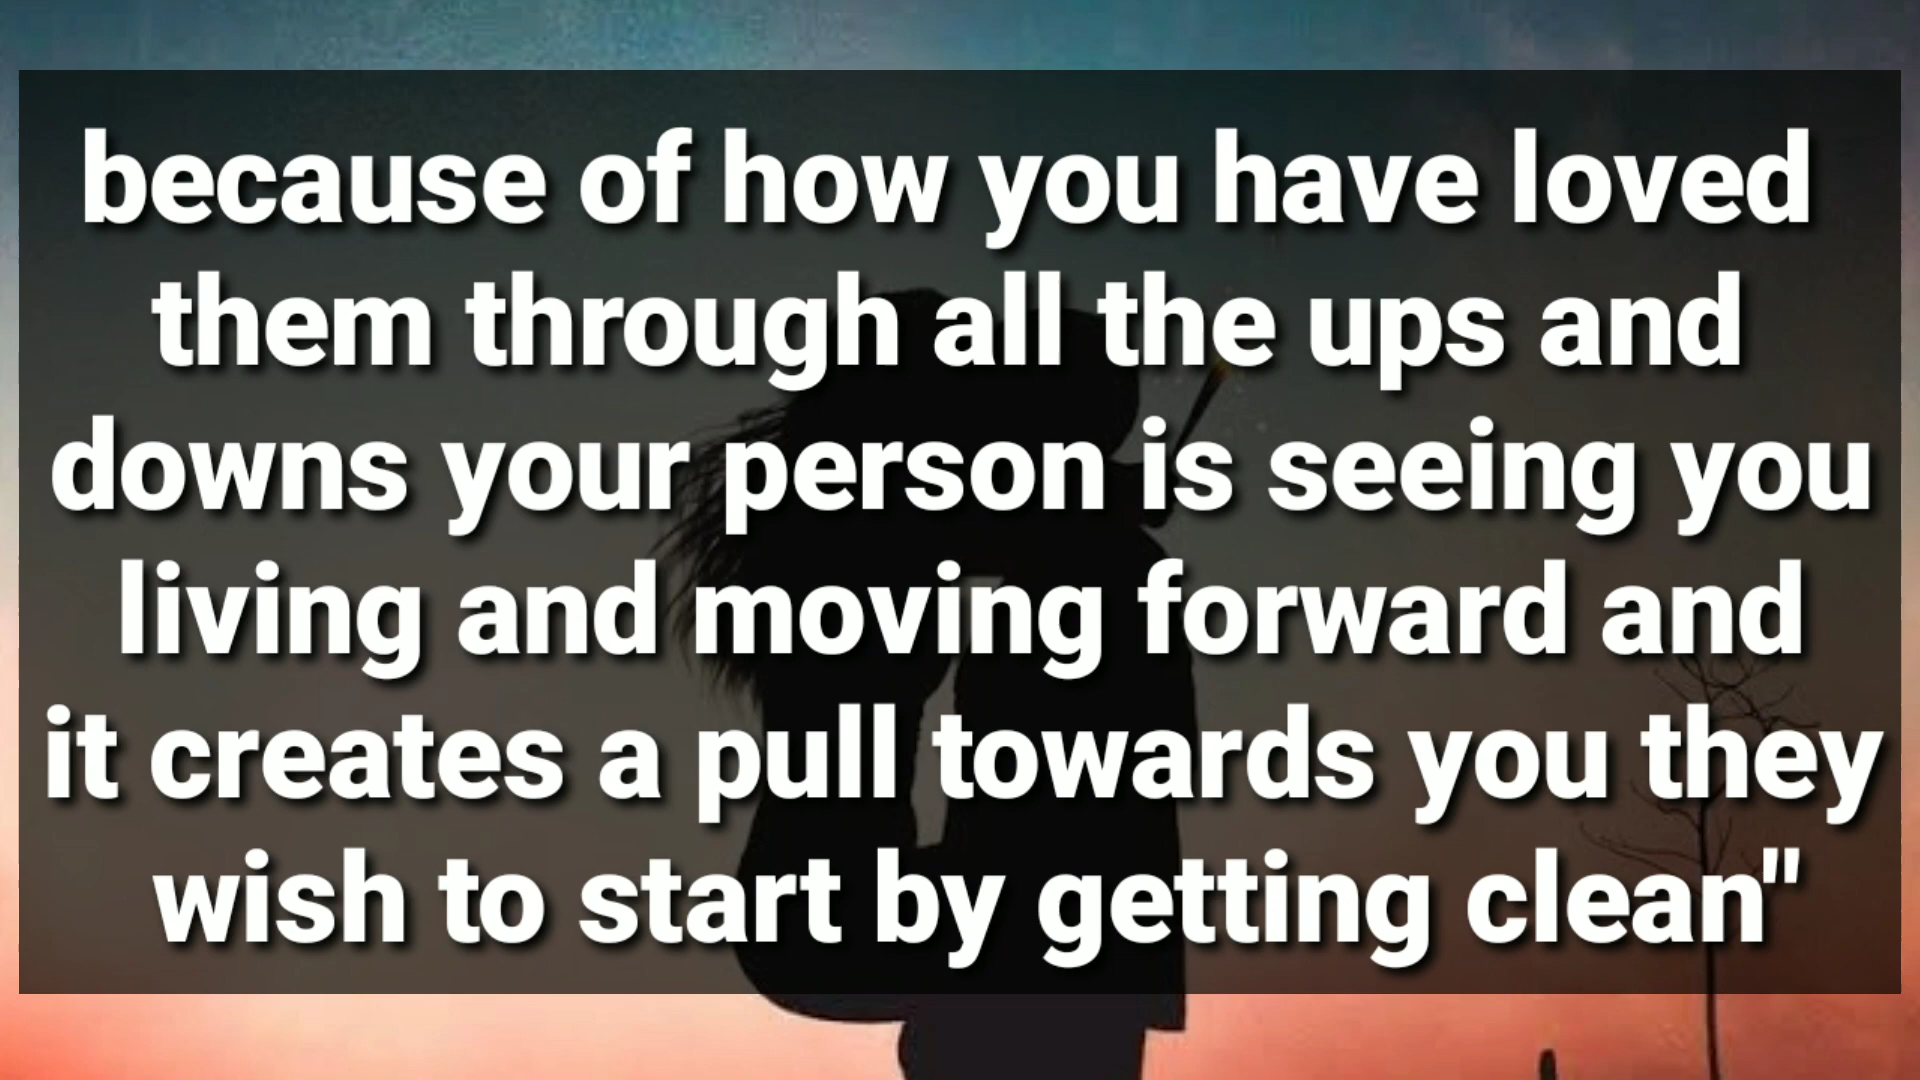 because of how you have loved
them through all the ups and
downs your person is seeing you
living and moving forward and
it creates a pull towards you they
wish to start by getting clean"